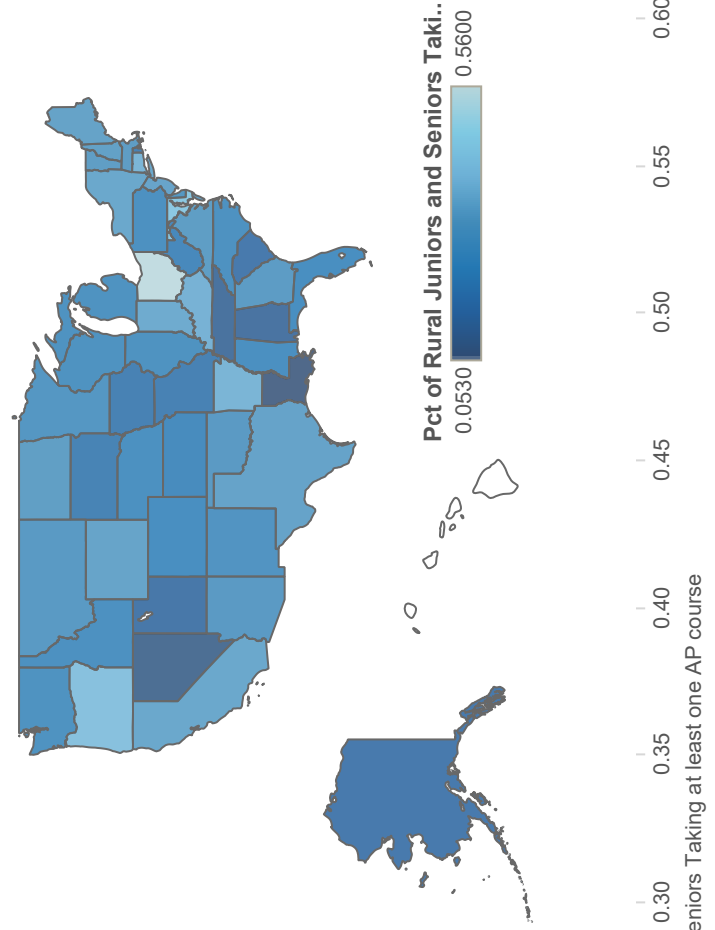 Pct of Rural Juniors and Seniors Taki..
0.0530 0.5600
0.30 0.35 0.40 0.45 0.50 0.55 0.60
eniors Taking at least one AP course